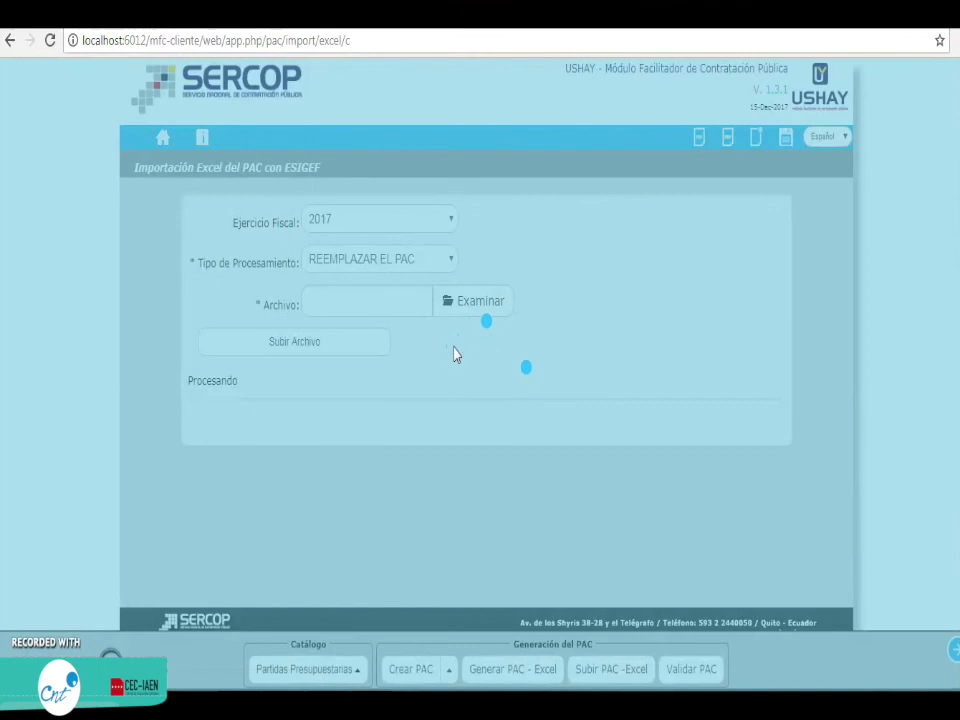 localhost:6012/mfc-cliente/web/app.php/pac/import/excel/c
SERCOP
SERVICIO NACIONAL DE CONTRATACIÓN PÚBLICA
USHAY - Módulo Facilitador de Contratación Pública
V. 1.3.1
15-Dec-2017
USHAY
Español
Importación Excel del PAC con ESIGEF
Ejercicio Fiscal: 2017
* Tipo de Procesamiento: REEMPLAZAR EL PAC
* Archivo: Examinar
Subir Archivo
Procesando
SERCOP
Av. de los Shyris 38-28 y el Telégrafo / Teléfono: 593 2 2440050 / Quito - Ecuador
RECORDED WITH
Catálogo
Generación del PAC
Partidas Presupuestarias
Crear PAC
Generar PAC - Excel
Subir PAC -Excel
Validar PAC
Cnt
CEC-IAEN